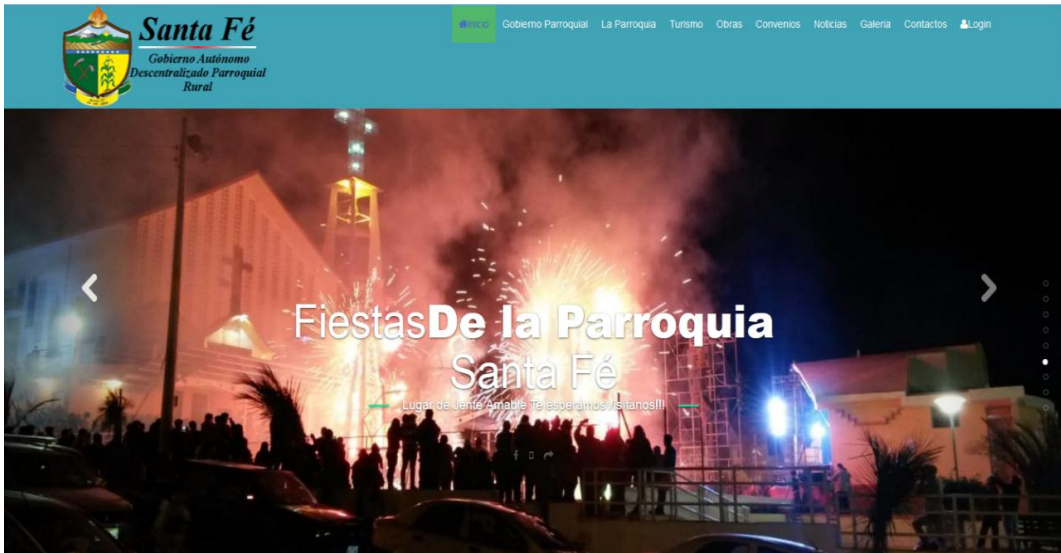 Santa Fé
Gobierno Autónomo
Descentralizado Parroquial
Rural
Inicio Gobierno Parroquial La Parroquia Turismo Obras Convenios Noticias Galeria Contactos Login
FiestasDe la Parroquia
Santa Fé
Lugar de Jente Amable Te esperamos Visitanos!!!